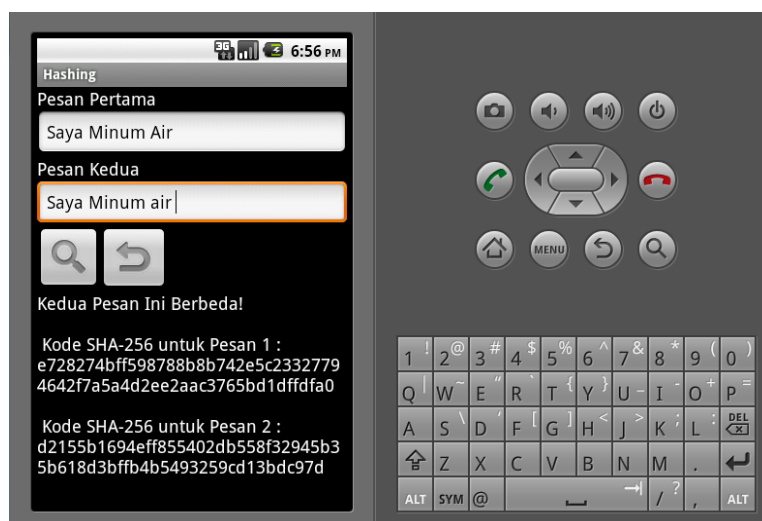 3G 6:56 PM
Hashing
Pesan Pertama
Saya Minum Air
Pesan Kedua
Saya Minum air
Kedua Pesan Ini Berbeda!
Kode SHA-256 untuk Pesan 1 :
e728274bff598788b8b742e5c2332779
4642f7a5a4d2ee2aac3765bd1dffdfa0
Kode SHA-256 untuk Pesan 2 :
d2155b1694eff855402db558f32945b3
5b618d3bffb4b5493259cd13bdc97d
MENU
1 ! 2 @ 3 # 4 $ 5 % 6 ^ 7 & 8 * 9 ( 0 )
Q | W ~ E " R ` T { Y } U _ I - O + P =
A S \ D ' F [ G ] H < J > K ; L : DEL
Z X C V B N M .
ALT SYM @ / ? , ALT